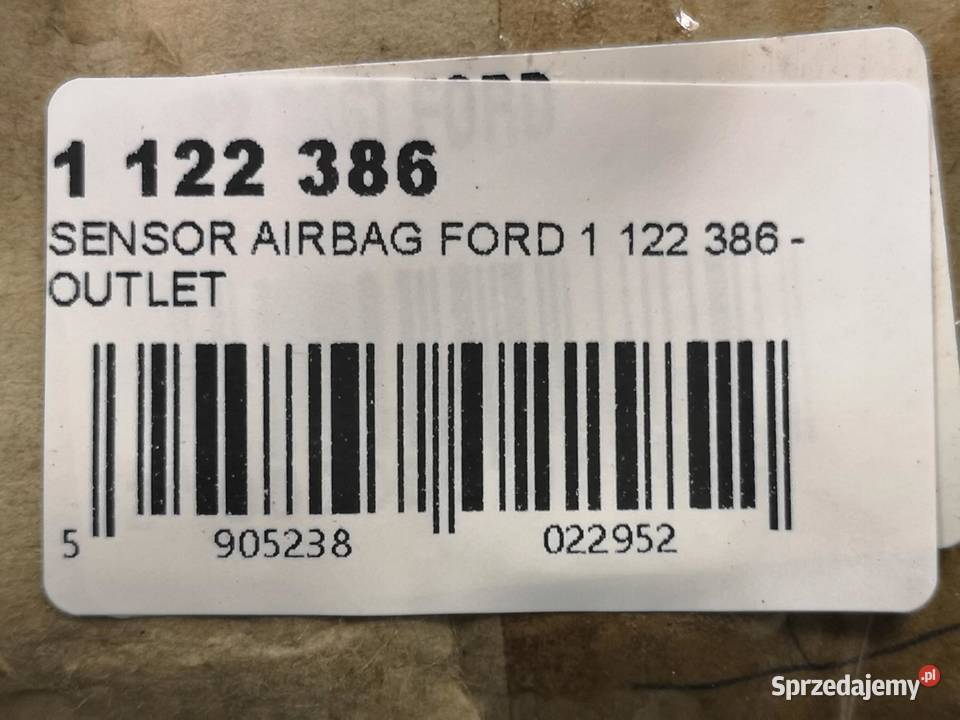 1 122 386
SENSOR AIRBAG FORD 1 122 386 -
OUTLET
5 905238 022952
Sprzedajemy.pl